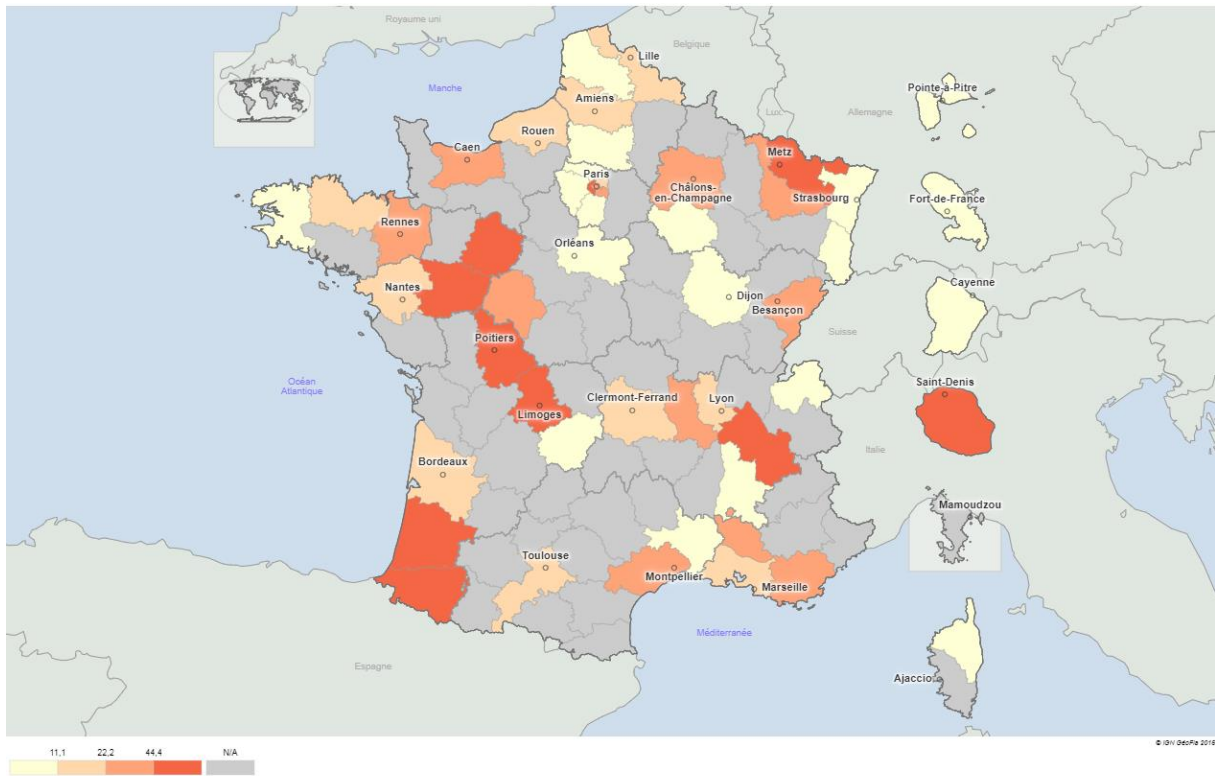 Royaume uni
Belgique
Lille
Manche
Pointe-à-Pitre
Amiens
Lux.
Allemagne
Rouen
Caen
Metz
Paris
Châlons-
en-Champagne
Strasbourg
Fort-de-France
Rennes
Orléans
Cayenne
Nantes
Dijon
Besançon
Suisse
Poitiers
Océan
Atlantique
Saint-Denis
Clermont-Ferrand
Lyon
Limoges
Italie
Bordeaux
Mamoudzou
Toulouse
Montpellier
Marseille
Méditerranée
Espagne
Ajaccio
© IGN GéoFla 2015
11,1 22,2 44,4 N/A